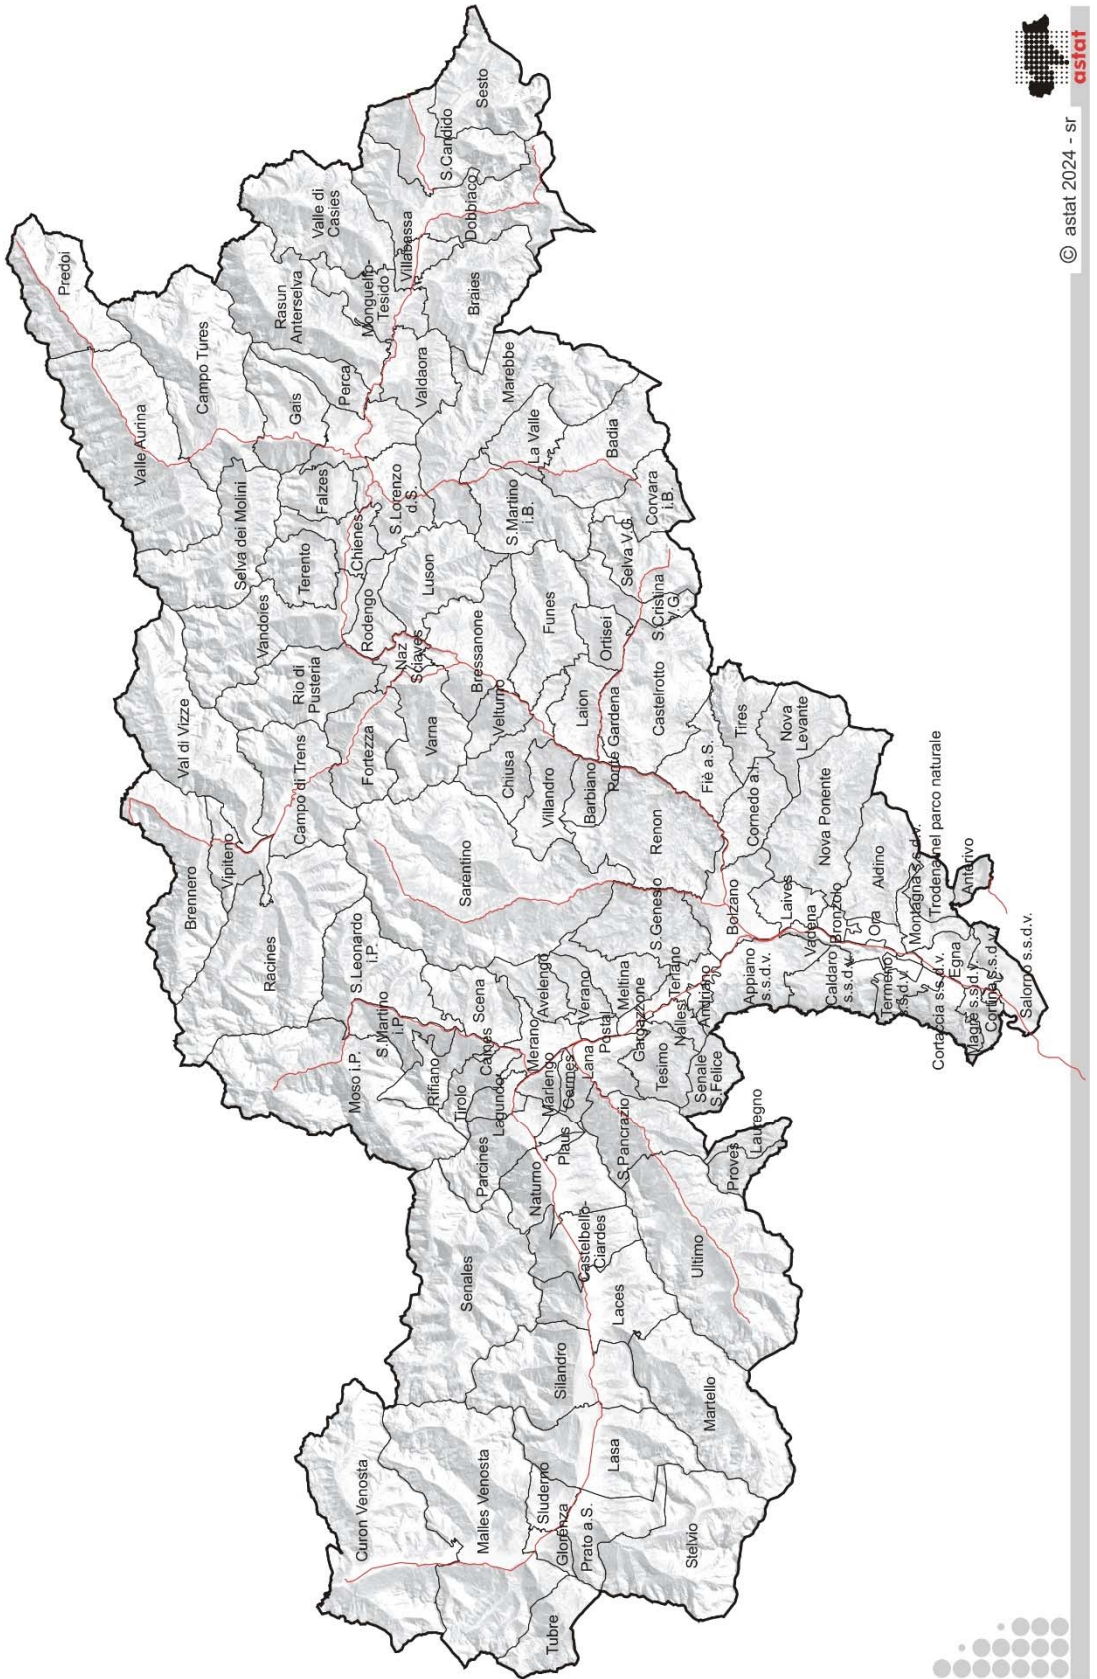 Predoi
Valle Aurina
Campo Tures
Selva dei Molini
Gais
Rasun
Anterselva
Valle di
Casies
Perca
Monguelfo-
Tesido
Villabassa
S.Candido
Sesto
Dobbiaco
Braies
Valdaora
Falzes
Terento
Chienes
S.Lorenzo
d.S.
Marebbe
La Valle
Badia
Corvara
i.B.
S.Martino
i.B.
Selva V.G.
S.Cristina
V.G.
Ortisei
Funes
Luson
Rodengo
Vandoies
Rio di
Pusteria
Naz
Sciaves
Bressanone
Varna
Velturno
Fortezza
Val di Vizze
Campo di Trens
Brennero
Vipiteno
Racines
Chiusa
Villandro
Barbiano
Laion
Ponte Gardena
Castelrotto
Fiè a.S.
Tires
Nova
Levante
Cornedo a.I.
Nova Ponente
Renon
Sarentino
S.Genesio
Bolzano
Laives
Vadena
Bronzolo
Aldino
Ora
Montagna s.s.d.v.
Trodena nel parco naturale
Anterivo
Egna
Salorno s.s.d.v.
Cortina s.s.d.v.
Magrè s.s.d.v.
Cortaccia s.s.d.v.
Termeno
s.s.d.v.
Caldaro
s.s.d.v.
Appiano
s.s.d.v.
Andriano
Terlano
Nalles
Meltina
Gargazzone
Verano
Postal
Avelengo
Lana
Tesimo
Senale
S.Felice
Merano
Marlengo
Cermes
Scena
Caines
S.Leonardo
i.P.
S.Martino
i.P.
Moso i.P.
Rifiano
Tirolo
Lagundo
Parcines
Plaus
Naturno
S.Pancrazio
Lauregno
Proves
Ultimo
Castelbello-
Ciardes
Senales
Laces
Silandro
Martello
Lasa
Stelvio
Sluderno
Glorenza
Prato a.S.
Malles Venosta
Curon Venosta
Tubre
© astat 2024 - sr
astat